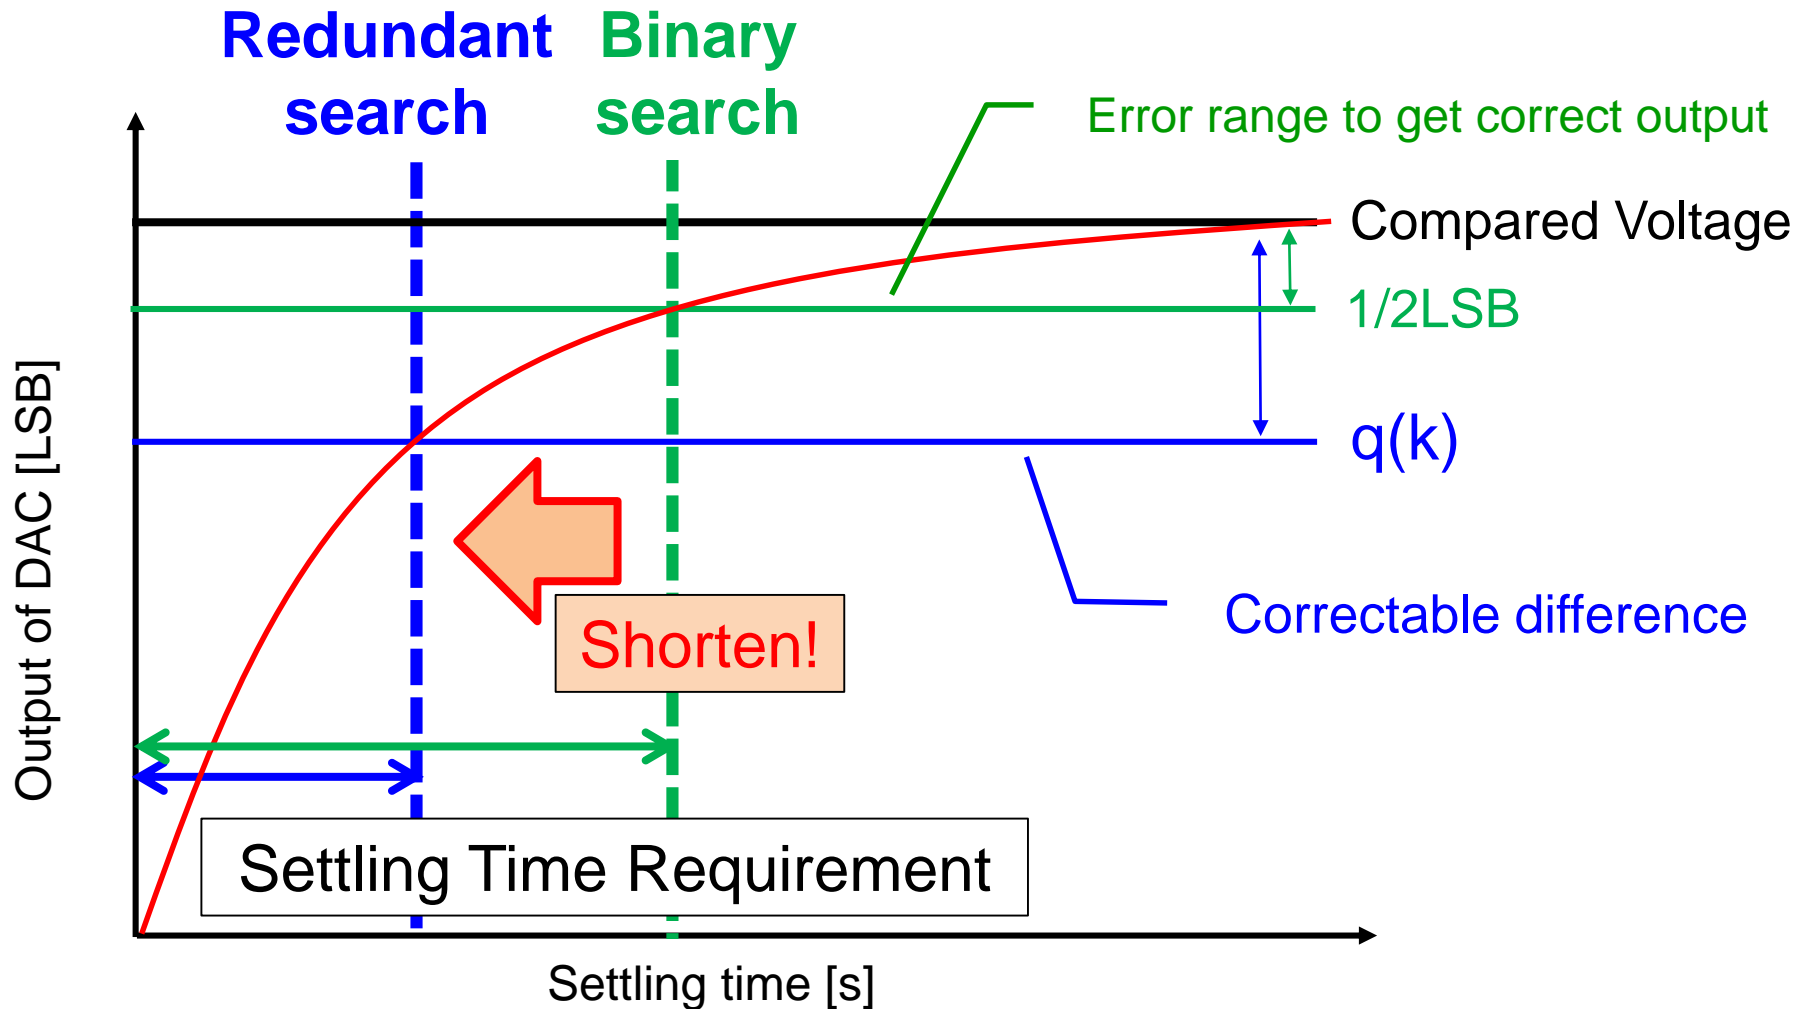 Redundant
search
Binary
search
Error range to get correct output
Compared Voltage
1/2LSB
q(k)
Output of DAC [LSB]
Shorten!
Correctable difference
Settling Time Requirement
Settling time [s]